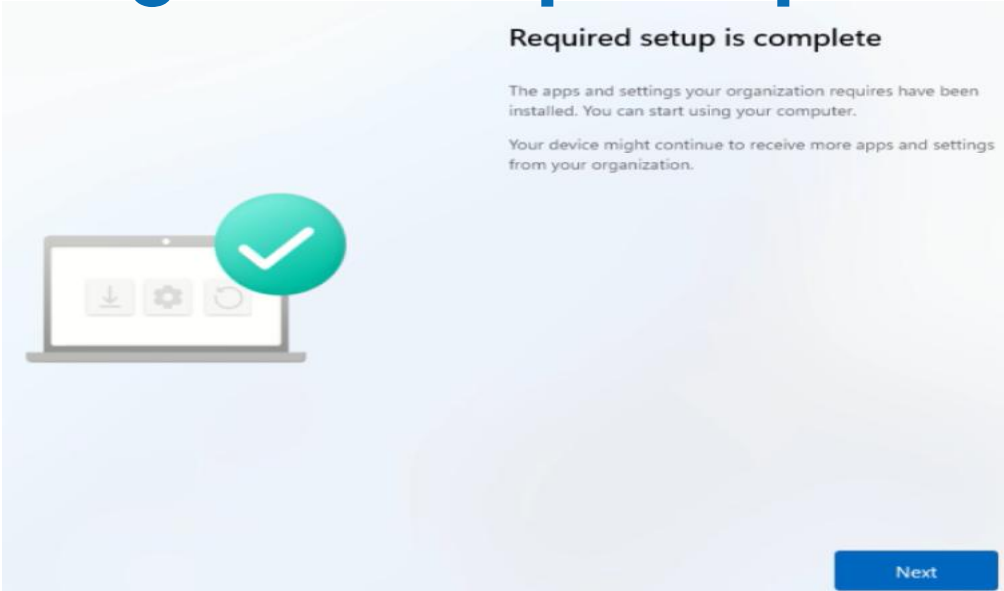 Required setup is complete
The apps and settings your organization requires have been
installed. You can start using your computer.
Your device might continue to receive more apps and settings
from your organization.
Next